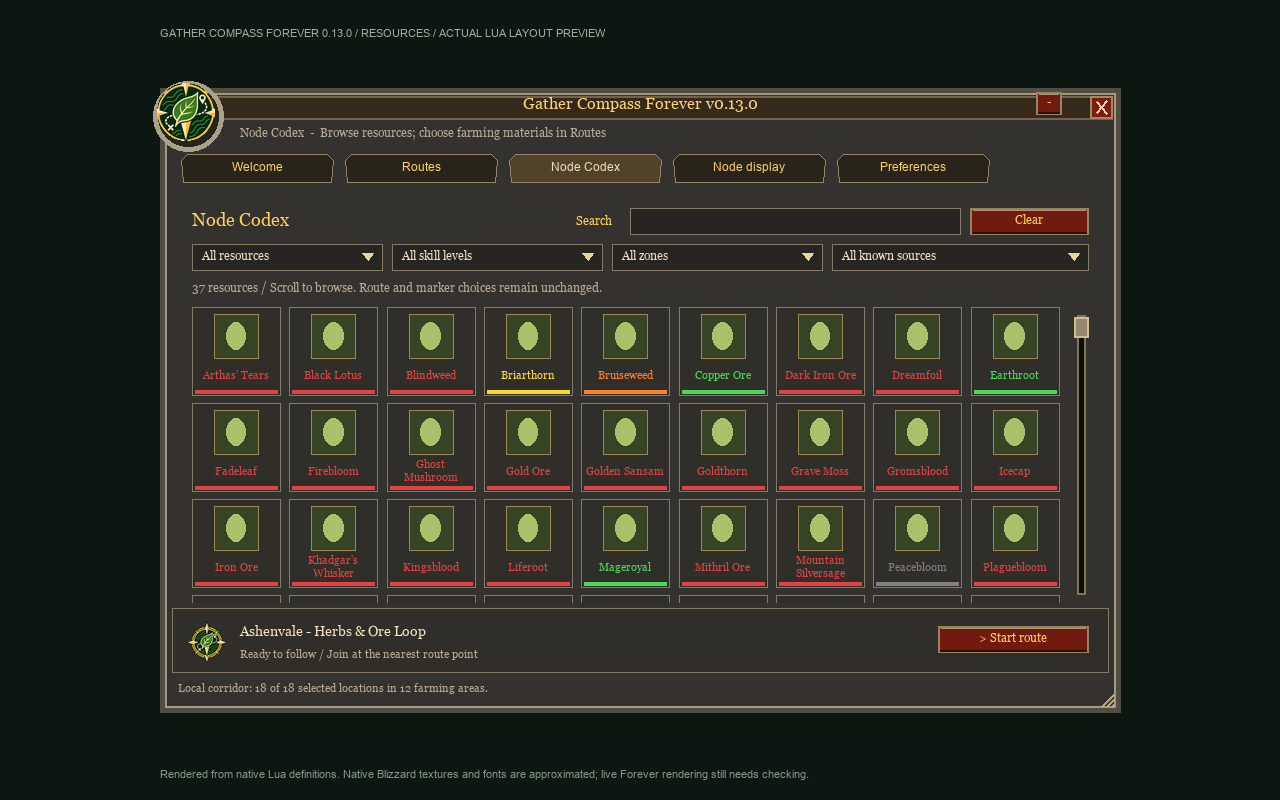 GATHER COMPASS FOREVER 0.13.0 / RESOURCES / ACTUAL LUA LAYOUT PREVIEW
Gather Compass Forever v0.13.0
-
X
Node Codex - Browse resources; choose farming materials in Routes
Welcome
Routes
Node Codex
Node display
Preferences
Node Codex
Search
Clear
All resources
All skill levels
All zones
All known sources
37 resources / Scroll to browse. Route and marker choices remain unchanged.
Arthas' Tears
Black Lotus
Blindweed
Briarthorn
Bruiseweed
Copper Ore
Dark Iron Ore
Dreamfoil
Earthroot
Fadeleaf
Firebloom
Ghost
Mushroom
Gold Ore
Golden Sansam
Goldthorn
Grave Moss
Gromsblood
Icecap
Iron Ore
Khadgar's
Whisker
Kingsblood
Liferoot
Mageroyal
Mithril Ore
Mountain
Silversage
Peacebloom
Plaguebloom
Ashenvale - Herbs & Ore Loop
Ready to follow / Join at the nearest route point
> Start route
Local corridor: 18 of 18 selected locations in 12 farming areas.
Rendered from native Lua definitions. Native Blizzard textures and fonts are approximated; live Forever rendering still needs checking.